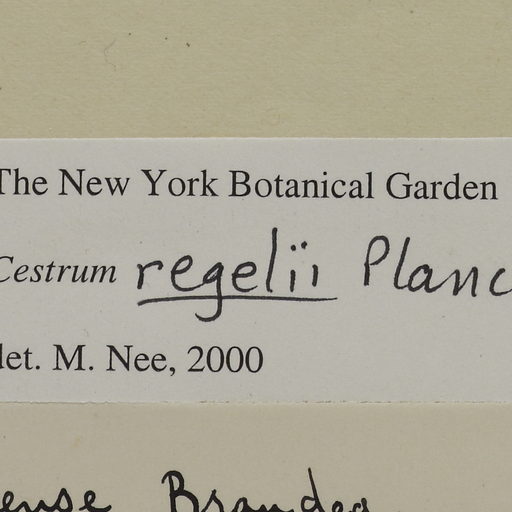 The New York Botanical Garden
Cestrum regelii Planc
det. M. Nee, 2000
ense Brandeg